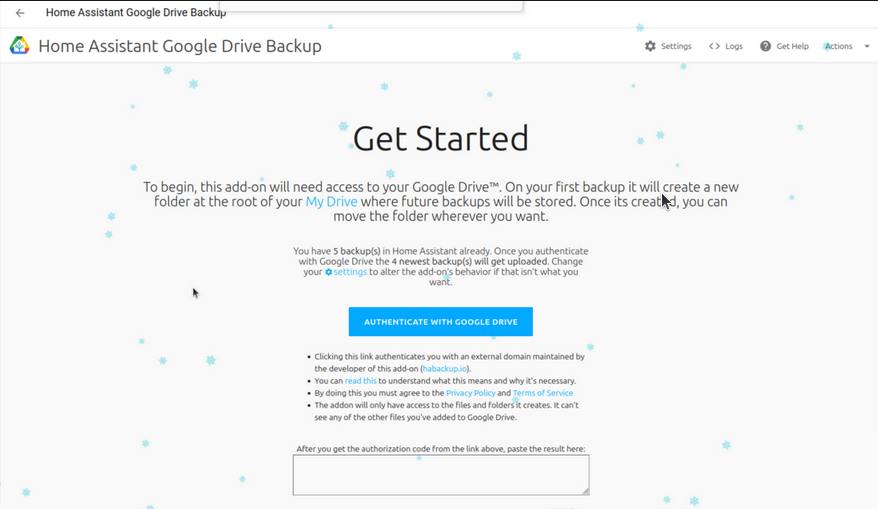 Home Assistant Google Drive Backup
Home Assistant Google Drive Backup
Settings
Logs
Get Help
Actions
Get Started
To begin, this add-on will need access to your Google Drive™. On your first backup it will create a new
folder at the root of your My Drive where future backups will be stored. Once its created, you can
move the folder wherever you want.
You have 5 backup(s) in Home Assistant already. Once you authenticate
with Google Drive the 4 newest backup(s) will get uploaded. Change
your settings to alter the add-on's behavior if that isn't what you
want.
AUTHENTICATE WITH GOOGLE DRIVE
• Clicking this link authenticates you with an external domain maintained
by the developer of this add-on (habackup.io).
• You can read this to understand what this means and why it's necessary.
• By doing this you must agree to the Privacy Policy and Terms of Service
• The addon will only have access to the files and folders it creates. It can't
see any of the other files you've added to Google Drive.
After you get the authorization code from the link above, paste the result here: